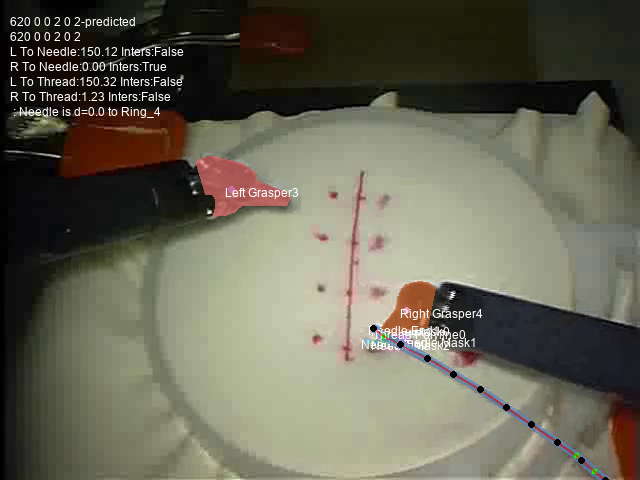 620 0 0 2 0 2-predicted
620 0 0 2 0 2
L To Needle:150.12 Inters:False
R To Needle:0.00 Inters:True
L To Thread:150.32 Inters:False
R To Thread:1.23 Inters:False
: Needle is d=0.0 to Ring_4
Left Grasper3
Right Grasper4